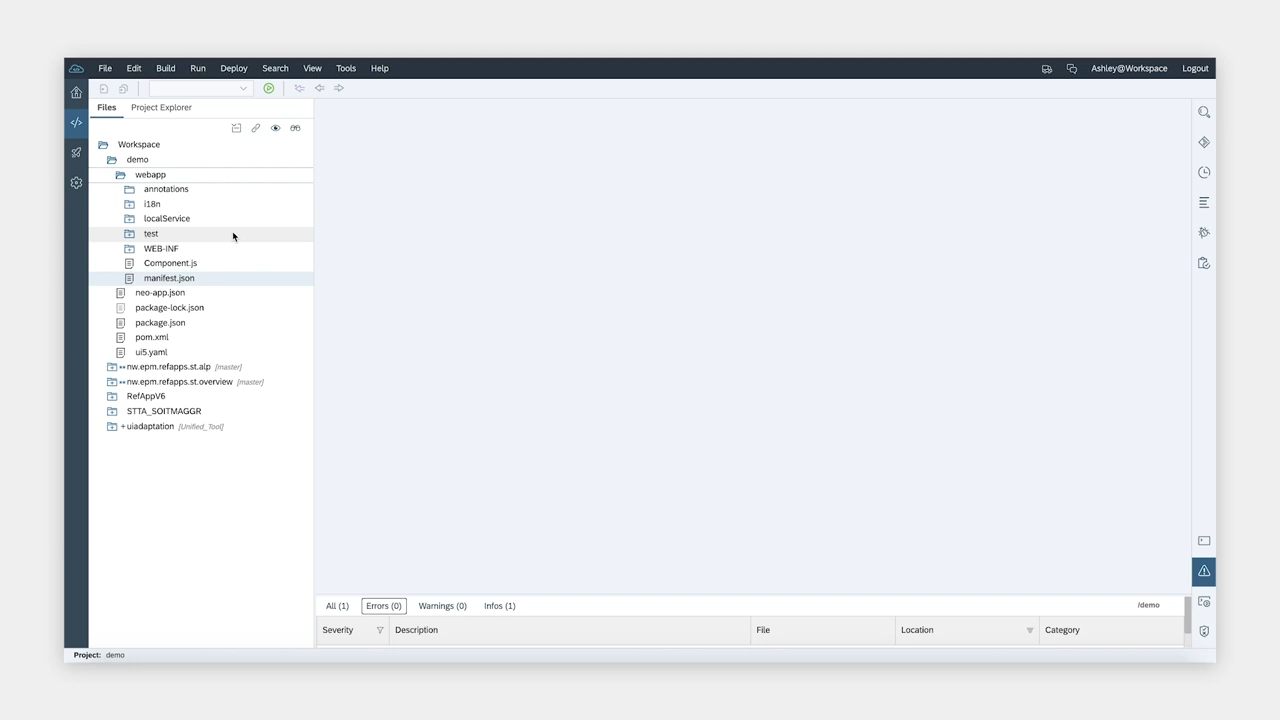 File Edit Build Run Deploy Search View Tools Help Ashley@Workspace Logout
Files Project Explorer
Workspace
demo
webapp
annotations
i18n
localService
test
WEB-INF
Component.js
manifest.json
neo-app.json
package-lock.json
package.json
pom.xml
ui5.yaml
nw.epm.refapps.st.alp [master]
nw.epm.refapps.st.overview [master]
RefAppV6
STTA_SOITMAGGR
+ uiadaptation [Unified_Tool]
All (1) Errors (0) Warnings (0) Infos (1) /demo
Severity Description File Location Category
Project: demo